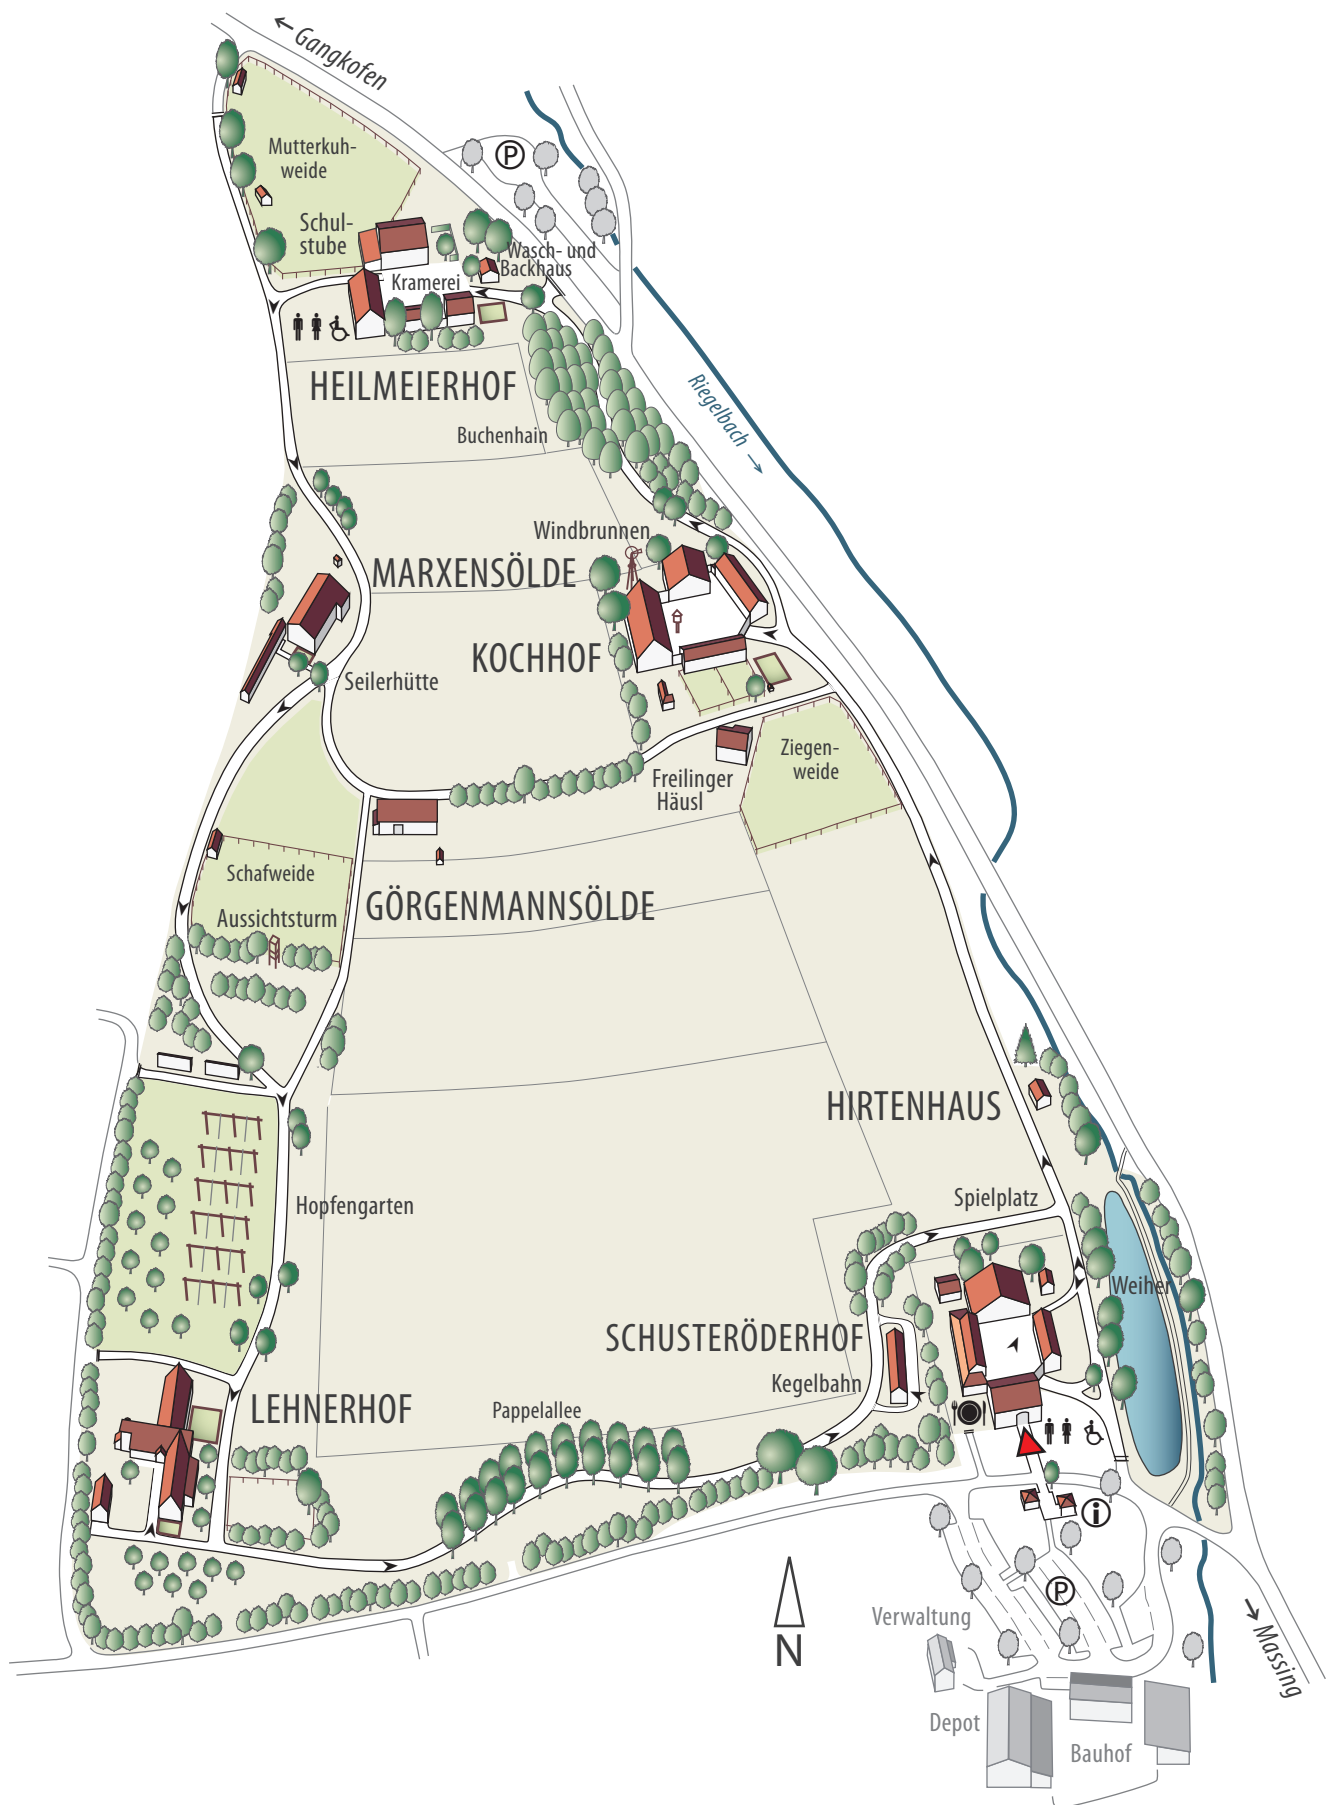 ← Gangkofen
P
Mutterkuh-
weide
Schul-
stube
Wasch- und
Backhaus
Kramerei
HEILMEIERHOF
Riegelbach →
Buchenhain
Windbrunnen
MARXENSÖLDE
KOCHHOF
Seilerhütte
Ziegen-
weide
Freilinger
Häusl
Schafweide
GÖRGENMANNSÖLDE
Aussichtsturm
HIRTENHAUS
Spielplatz
Hopfengarten
Weiher
SCHUSTERÖDERHOF
Kegelbahn
LEHNERHOF
Pappelallee
i
P
N
Verwaltung
→ Massing
Depot
Bauhof